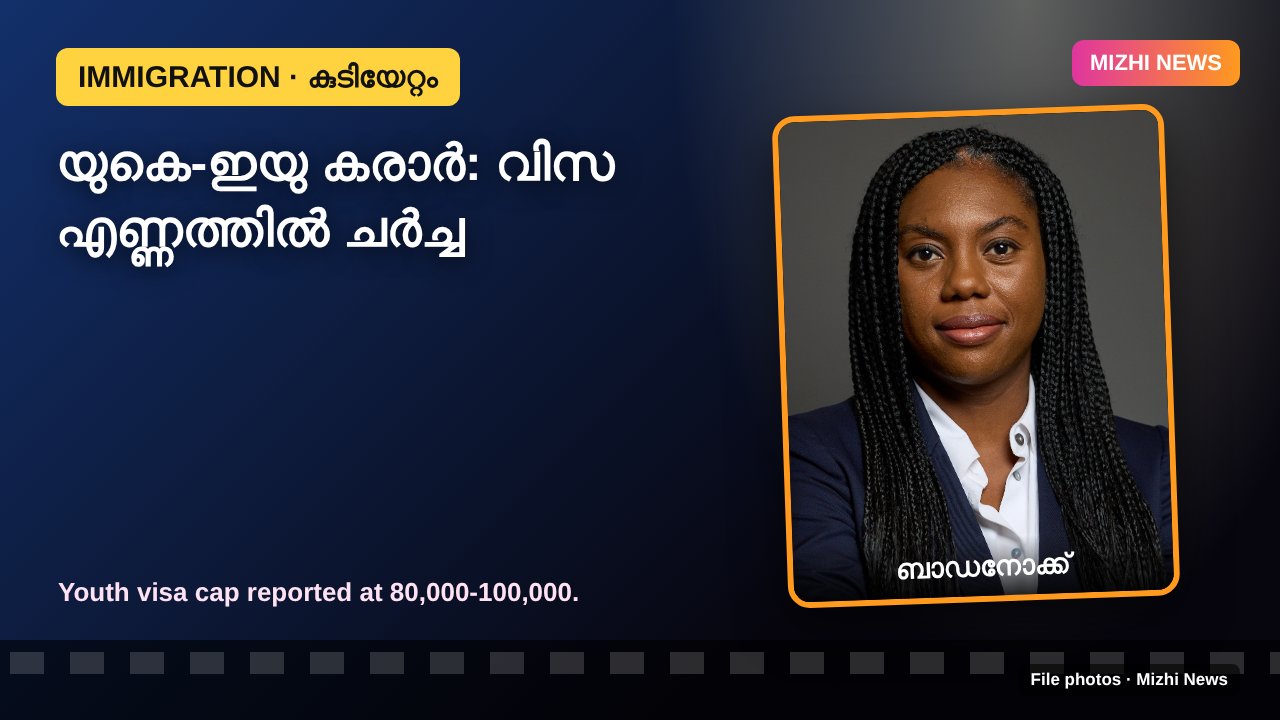 IMMIGRATION · കുടിയേറ്റം
MIZHI NEWS
യുകെ-ഇയു കരാർ: വിസ
എണ്ണത്തിൽ ചർച്ച
ബാഡനോക്ക്
Youth visa cap reported at 80,000-100,000.
File photos · Mizhi News